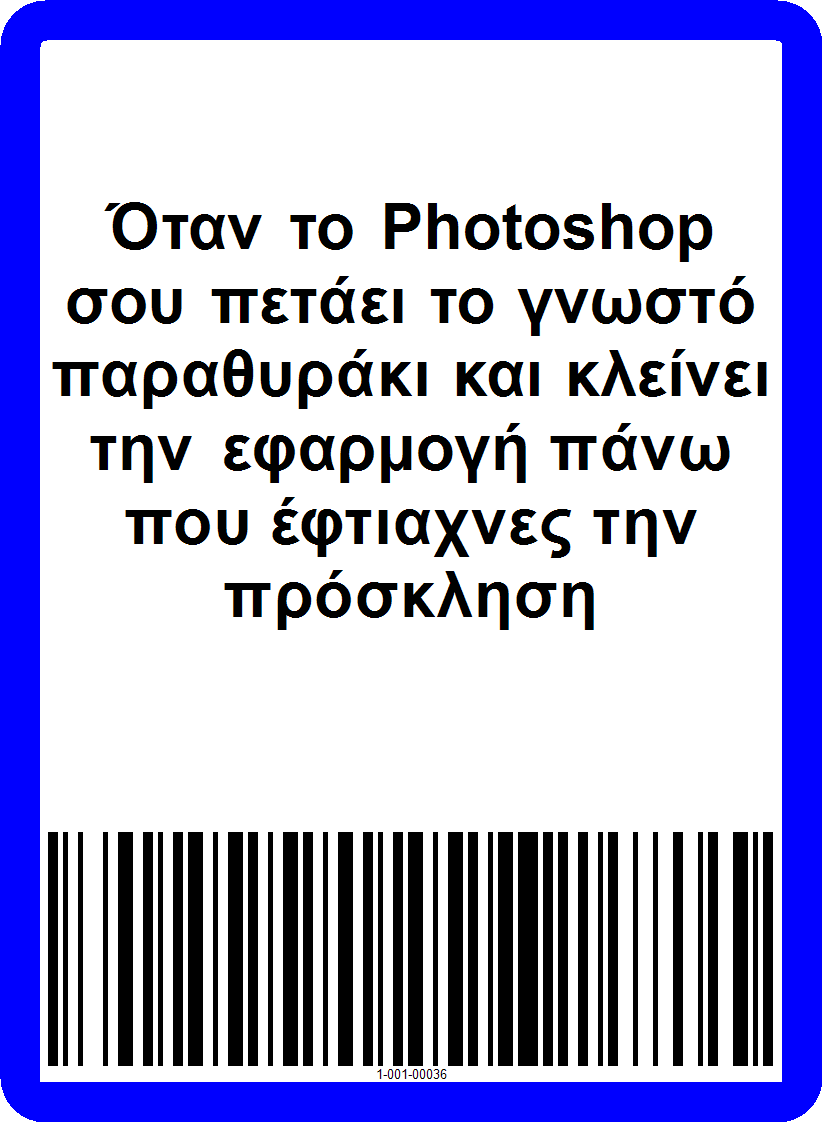 Όταν το Photoshop
σου πετάει το γνωστό
παραθυράκι και κλείνει
την εφαρμογή πάνω
που έφτιαχνες την
πρόσκληση
1-001-00036